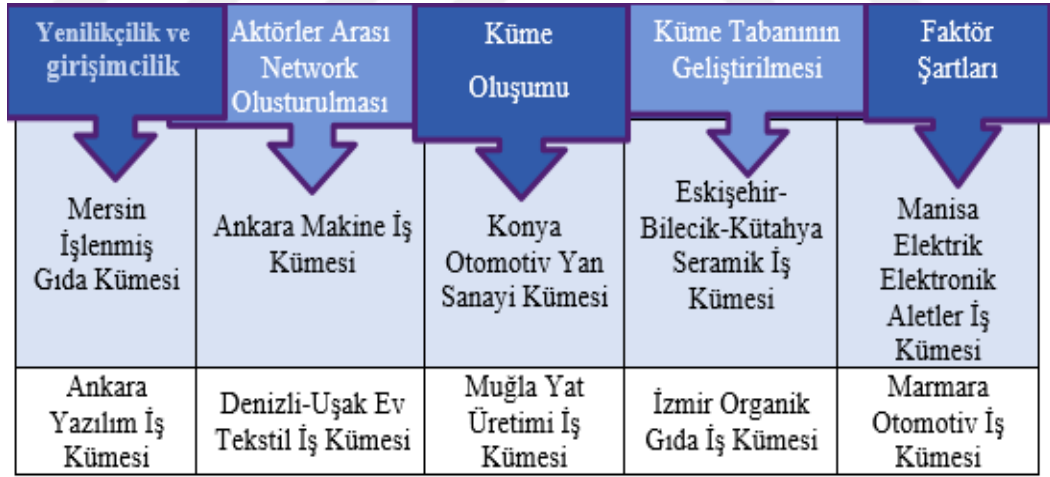 Yenilikçilik ve
girişimcilik
Aktörler Arası
Network
Olusturulması
Küme
Oluşumu
Küme Tabanının
Geliştirilmesi
Faktör
Şartları
Mersin
İşlenmiş
Gıda Kümesi
Ankara Makine İş
Kümesi
Konya
Otomotiv Yan
Sanayi Kümesi
Eskişehir-
Bilecik-Kütahya
Seramik İş
Kümesi
Manisa
Elektrik
Elektronik
Aletler İş
Kümesi
Ankara
Yazılım İş
Kümesi
Denizli-Uşak Ev
Tekstil İş Kümesi
Muğla Yat
Üretimi İş
Kümesi
İzmir Organik
Gıda İş Kümesi
Marmara
Otomotiv İş
Kümesi